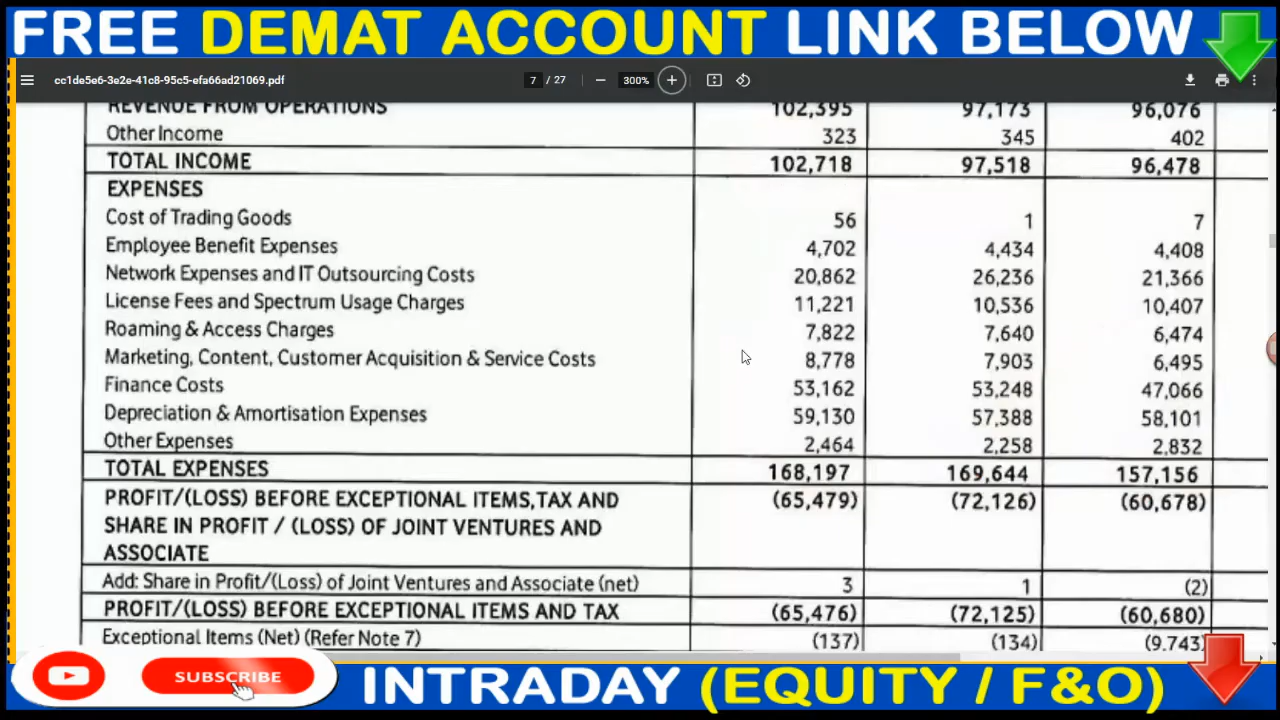 FREE DEMAT ACCOUNT LINK BELOW
cc1de5e6-3e2e-41c8-95c5-efa66ad21069.pdf 7 / 27 300%
REVENUE FROM OPERATIONS 102,395 97,173 96,076
Other Income 323 345 402
TOTAL INCOME 102,718 97,518 96,478
EXPENSES
Cost of Trading Goods 56 1 7
Employee Benefit Expenses 4,702 4,434 4,408
Network Expenses and IT Outsourcing Costs 20,862 26,236 21,366
License Fees and Spectrum Usage Charges 11,221 10,536 10,407
Roaming & Access Charges 7,822 7,640 6,474
Marketing, Content, Customer Acquisition & Service Costs 8,778 7,903 6,495
Finance Costs 53,162 53,248 47,066
Depreciation & Amortisation Expenses 59,130 57,388 58,101
Other Expenses 2,464 2,258 2,832
TOTAL EXPENSES 168,197 169,644 157,156
PROFIT/(LOSS) BEFORE EXCEPTIONAL ITEMS,TAX AND (65,479) (72,126) (60,678)
SHARE IN PROFIT / (LOSS) OF JOINT VENTURES AND
ASSOCIATE
Add: Share in Profit/(Loss) of Joint Ventures and Associate (net) 3 1 (2)
PROFIT/(LOSS) BEFORE EXCEPTIONAL ITEMS AND TAX (65,476) (72,125) (60,680)
Exceptional Items (Net) (Refer Note 7) (137) (134) (9,743)
SUBSCRIBE
INTRADAY (EQUITY / F&O)